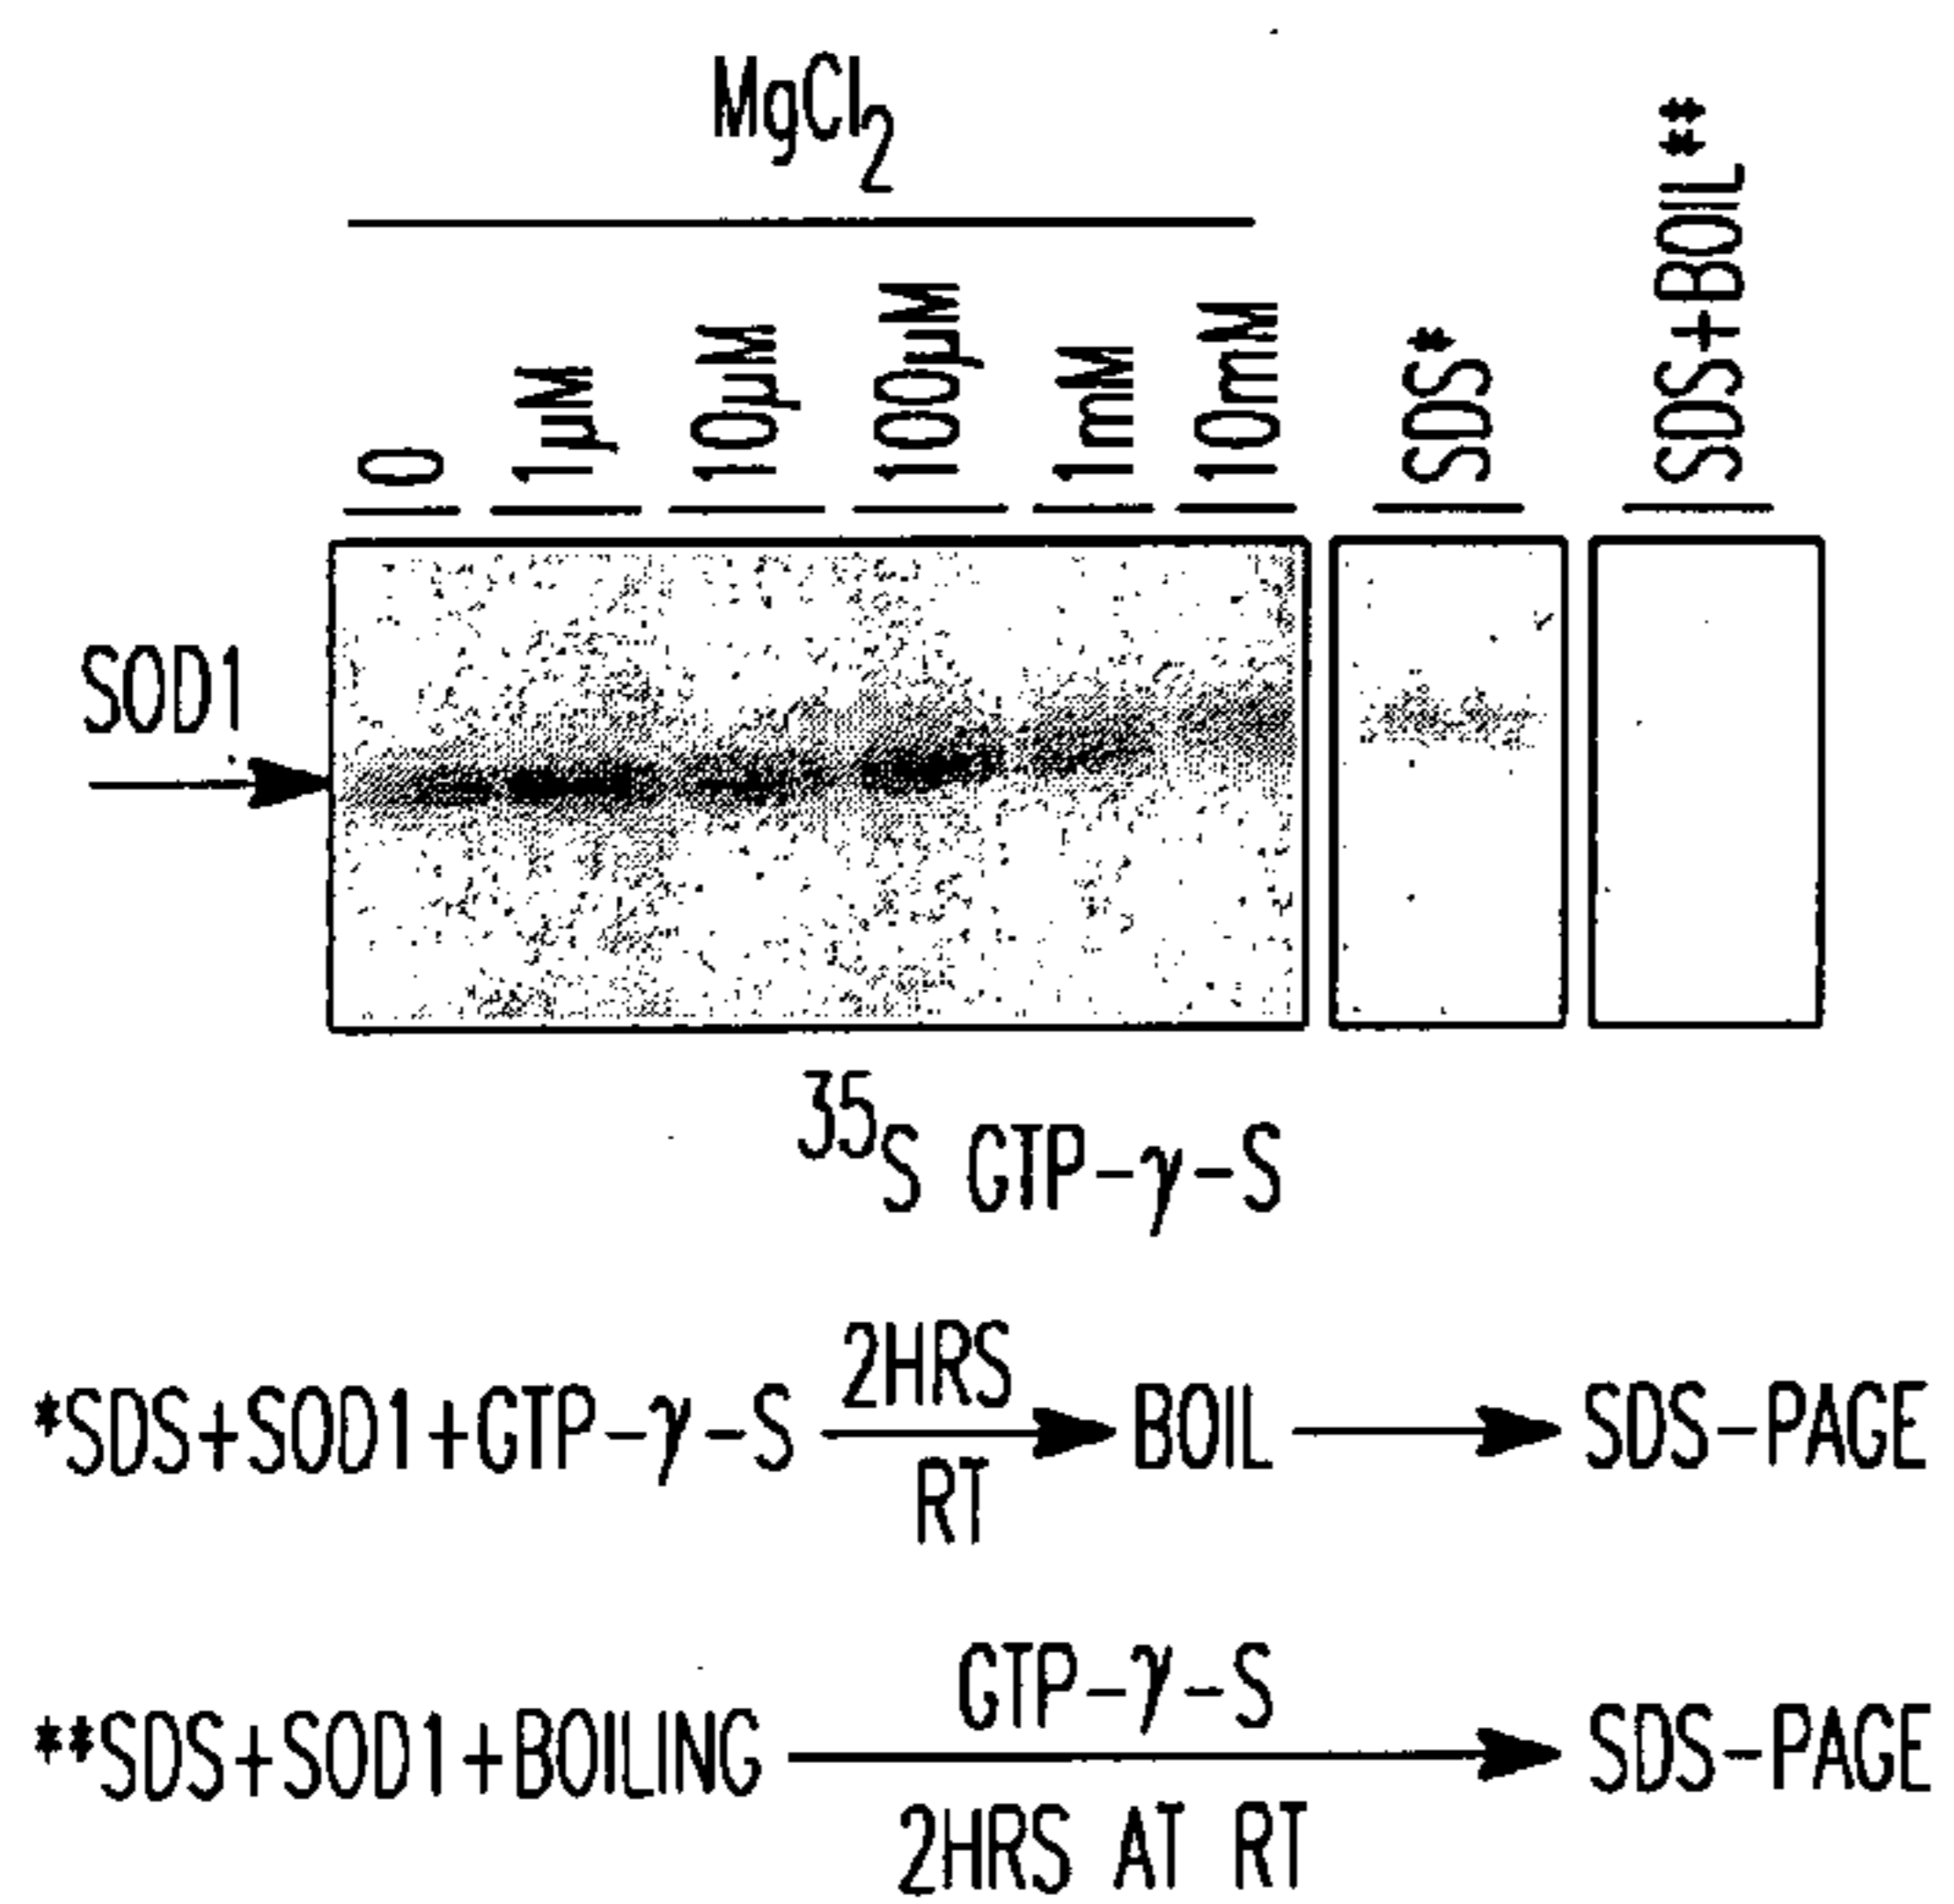 MgCl2
0 1µM 10µM 100µM 1mM 10mM SDS* SDS+BOIL**
SOD1
35S GTP-γ-S
*SDS+SOD1+GTP-γ-S 2HRS RT BOIL SDS-PAGE
**SDS+SOD1+BOILING GTP-γ-S 2HRS AT RT SDS-PAGE